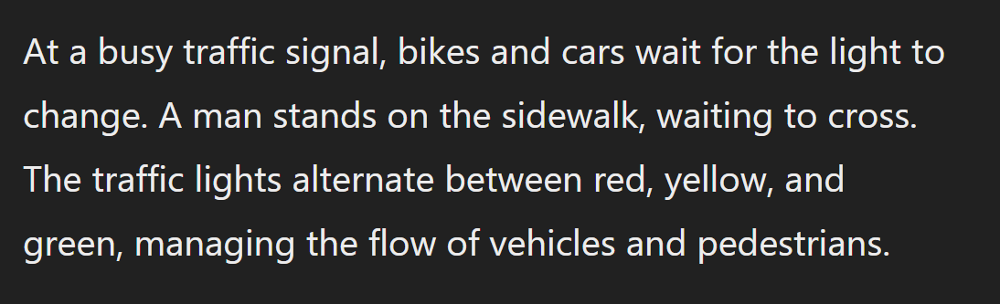 At a busy traffic signal, bikes and cars wait for the light to
change. A man stands on the sidewalk, waiting to cross.
The traffic lights alternate between red, yellow, and
green, managing the flow of vehicles and pedestrians.